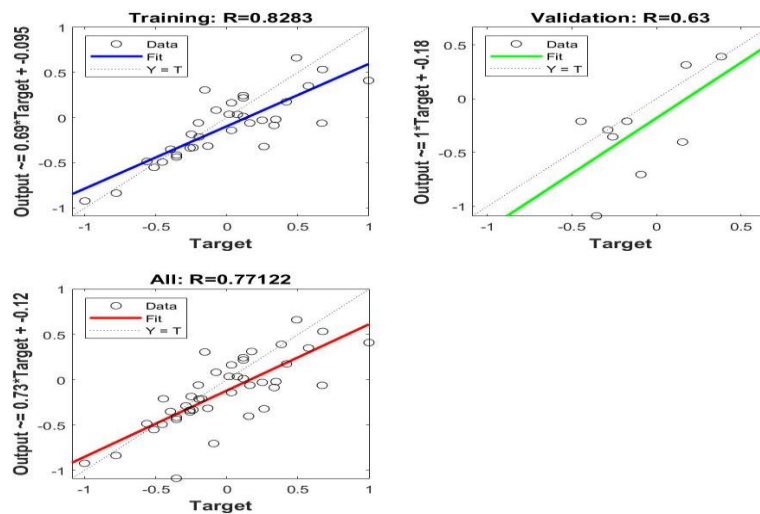 Training: R=0.8283
Data
Fit
Y = T
Output ~= 0.69*Target + -0.095
1
0.5
0
-0.5
-1
-1 -0.5 0 0.5 1
Target
Validation: R=0.63
Data
Fit
Y = T
Output ~= 1*Target + -0.18
0.5
0
-0.5
-1
-1 -0.5 0 0.5
Target
All: R=0.77122
Data
Fit
Y = T
Output ~= 0.73*Target + -0.12
1
0.5
0
-0.5
-1
-1 -0.5 0 0.5 1
Target